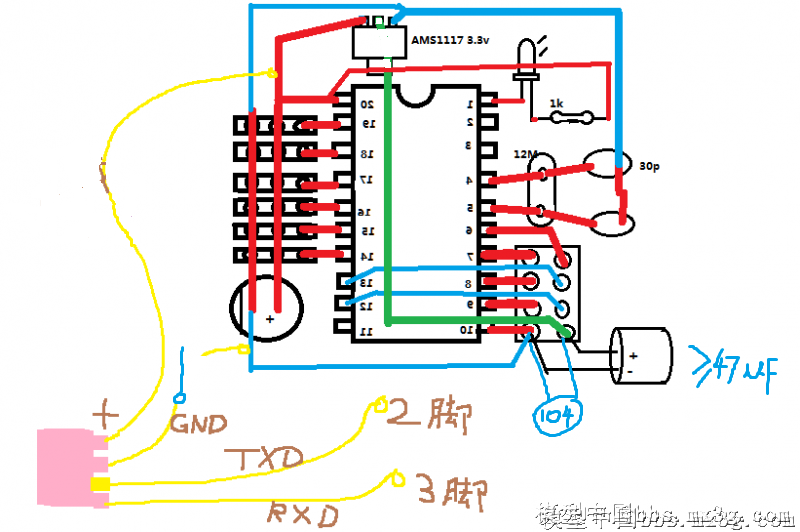 AMS1117 3.3v
1k
20
19
18
17
16
15
14
13
12
11
1
2
3
4
5
6
7
8
9
10
12M
30p
+
+
-
≥47uF
104
+
GND
2脚
TXD
3脚
RXD
模型中国bbs.mx3g.com